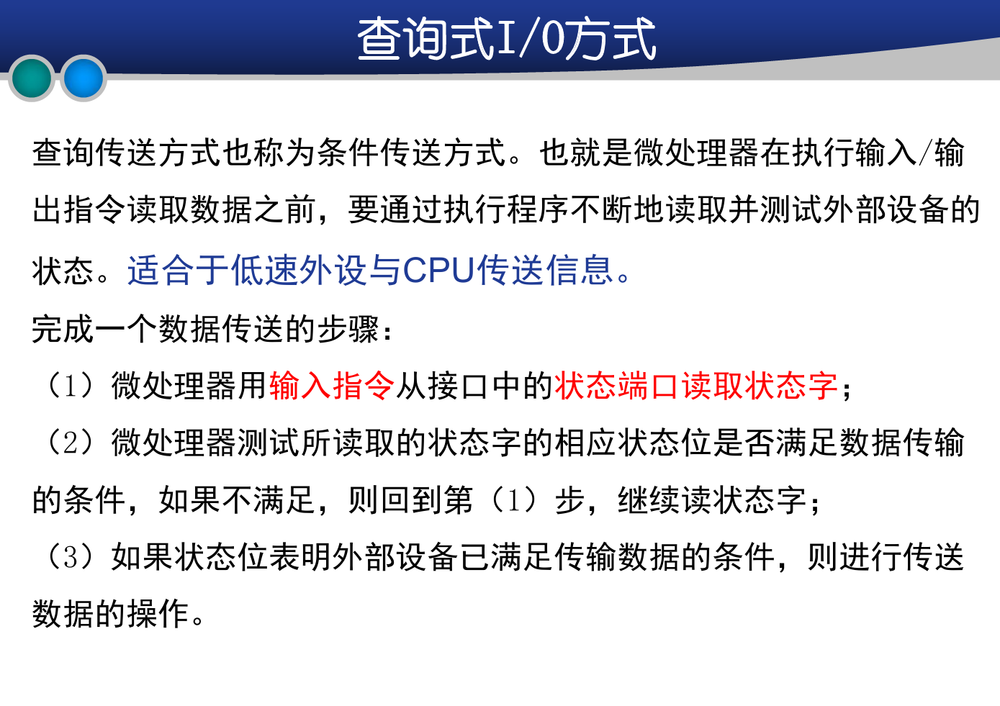 查询式I/O方式
查询传送方式也称为条件传送方式。也就是微处理器在执行输入/输
出指令读取数据之前，要通过执行程序不断地读取并测试外部设备的
状态。适合于低速外设与CPU传送信息。
完成一个数据传送的步骤：
（1）微处理器用输入指令从接口中的状态端口读取状态字；
（2）微处理器测试所读取的状态字的相应状态位是否满足数据传输
的条件，如果不满足，则回到第（1）步，继续读状态字；
（3）如果状态位表明外部设备已满足传输数据的条件，则进行传送
数据的操作。